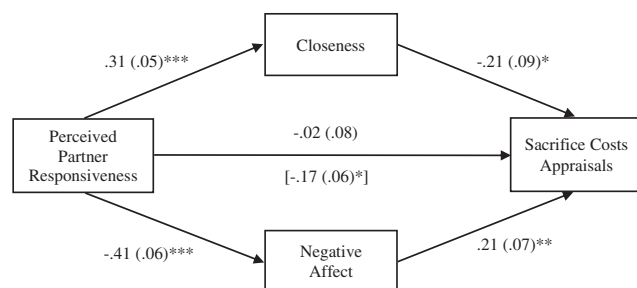 Closeness
.31 (.05)***
-.21 (.09)*
Perceived
Partner
Responsiveness
-.02 (.08)
[-.17 (.06)*]
Sacrifice Costs
Appraisals
-.41 (.06)***
Negative
Affect
.21 (.07)**